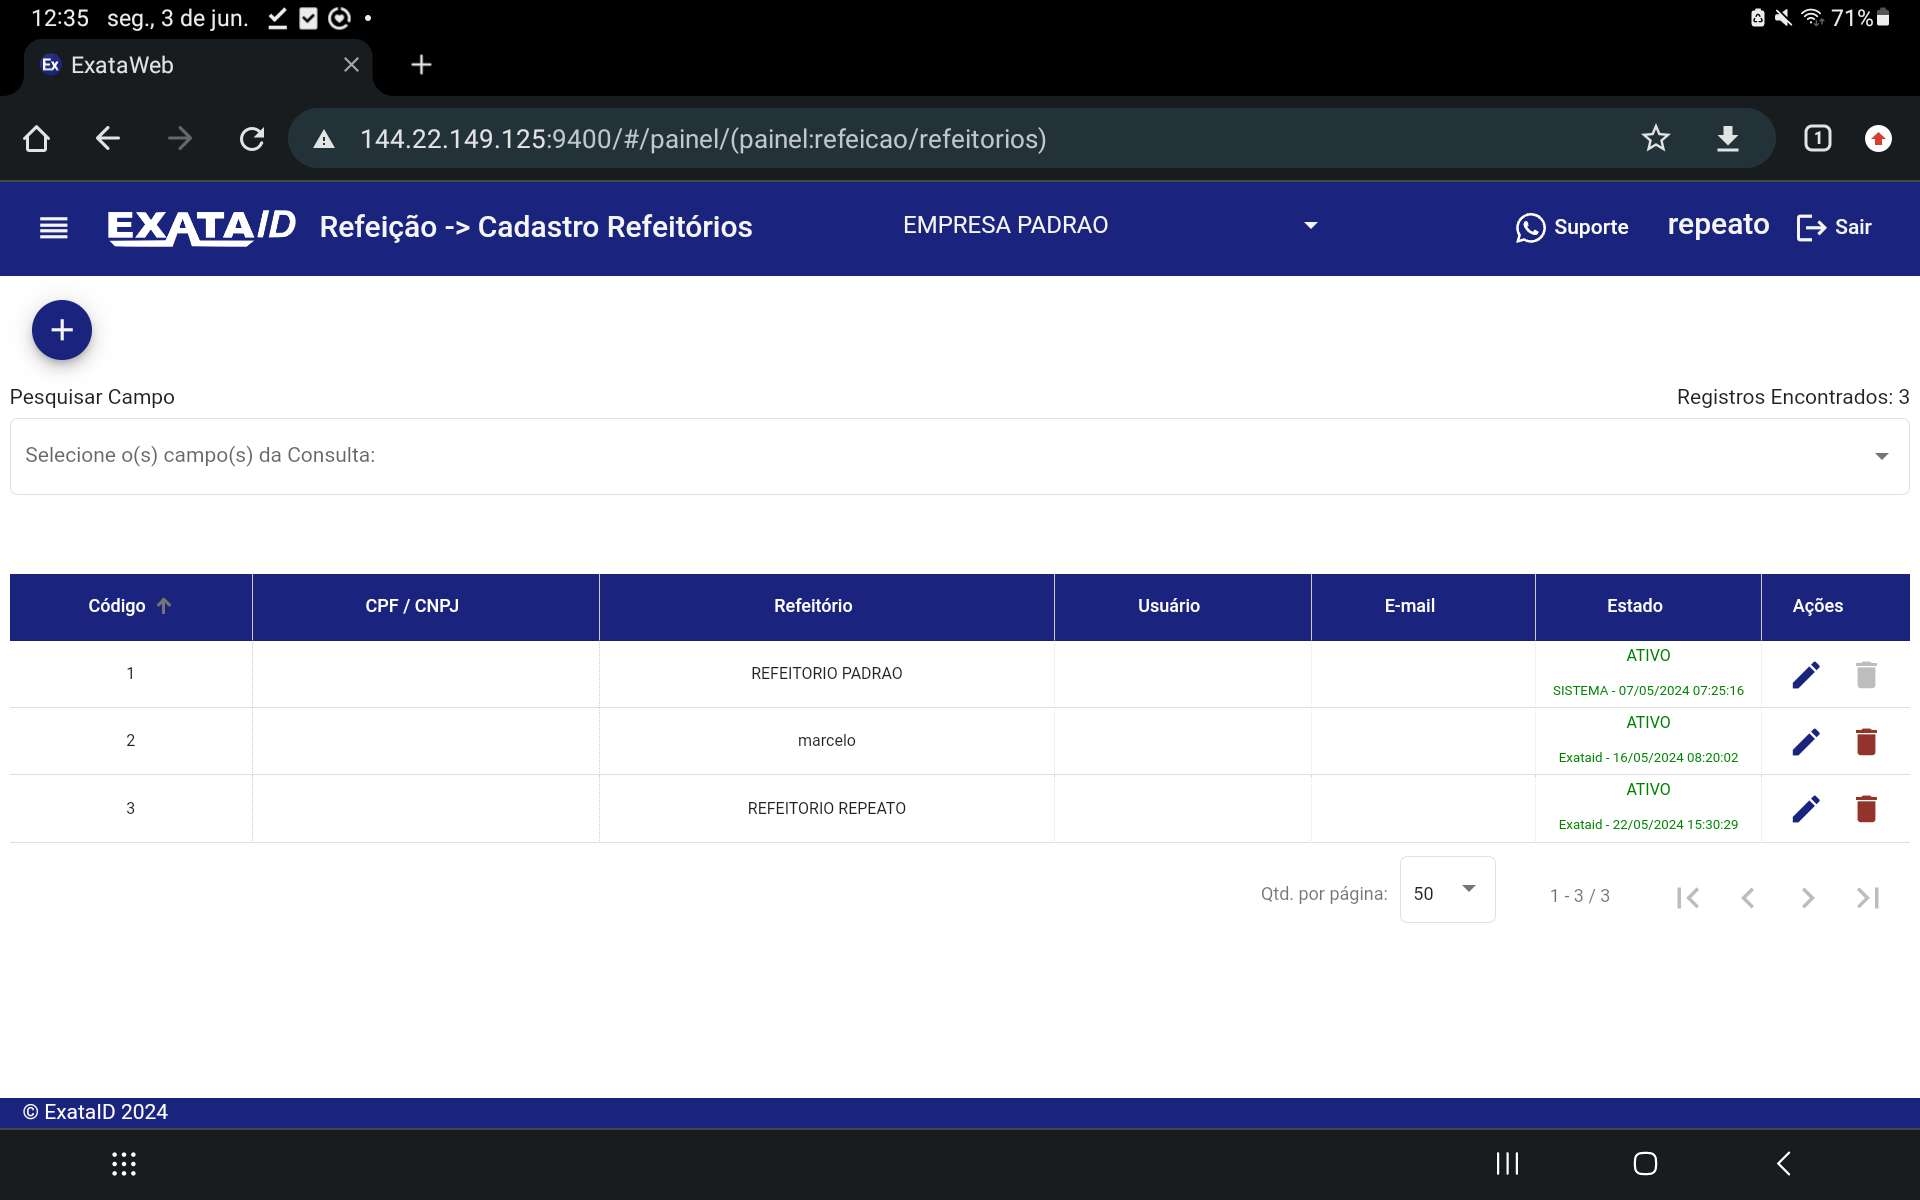 12:35 seg., 3 de jun. 71%
Ex ExataWeb
144.22.149.125:9400/#/painel/(painel:refeicao/refeitorios) 1
EXATAID Refeição -> Cadastro Refeitórios EMPRESA PADRAO Suporte repeato Sair
Pesquisar Campo Registros Encontrados: 3
Selecione o(s) campo(s) da Consulta:
Código CPF / CNPJ Refeitório Usuário E-mail Estado Ações
1 REFEITORIO PADRAO ATIVO
SISTEMA - 07/05/2024 07:25:16
2 marcelo ATIVO
Exataid - 16/05/2024 08:20:02
3 REFEITORIO REPEATO ATIVO
Exataid - 22/05/2024 15:30:29
Qtd. por página: 50 1 - 3 / 3
© ExataID 2024